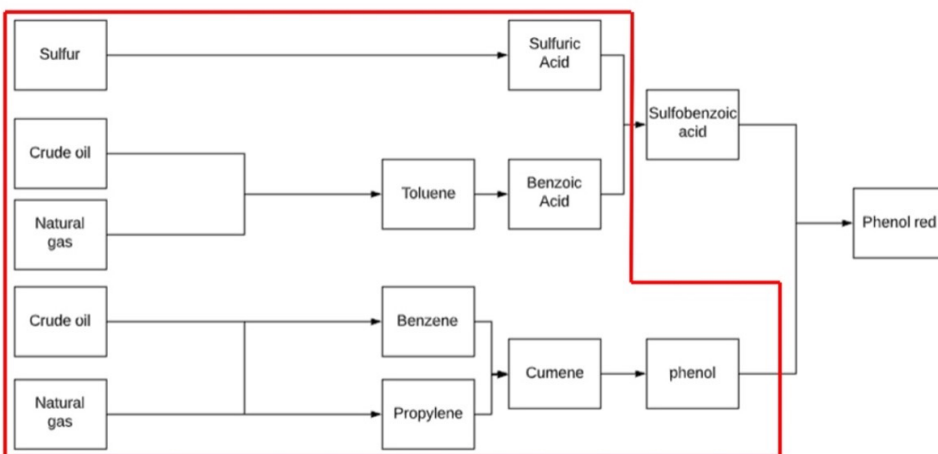 Sulfur
Sulfuric
Acid
Sulfobenzoic
acid
Crude oil
Toluene
Benzoic
Acid
Natural
gas
Phenol red
Crude oil
Benzene
Cumene
phenol
Natural
gas
Propylene